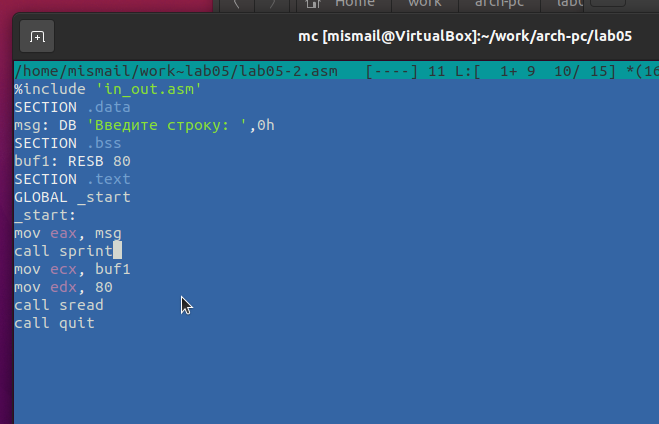 Home work arch-pc
mc [mismail@VirtualBox]:~/work/arch-pc/lab05
/home/mismail/work~lab05/lab05-2.asm [----] 11 L:[ 1+ 9 10/ 15] *(16
%include 'in_out.asm'
SECTION .data
msg: DB 'Введите строку: ',0h
SECTION .bss
buf1: RESB 80
SECTION .text
GLOBAL _start
_start:
mov eax, msg
call sprint
mov ecx, buf1
mov edx, 80
call sread
call quit